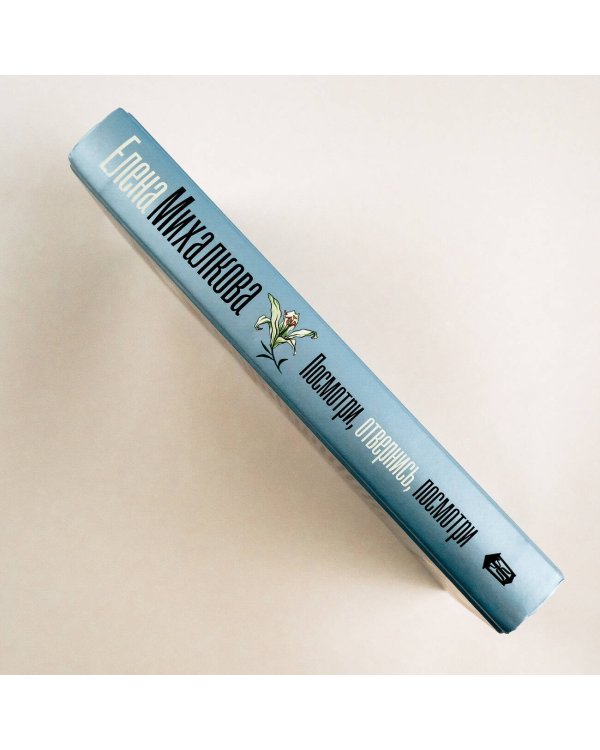 Елена Михалкова
Посмотри, отвернись, посмотри